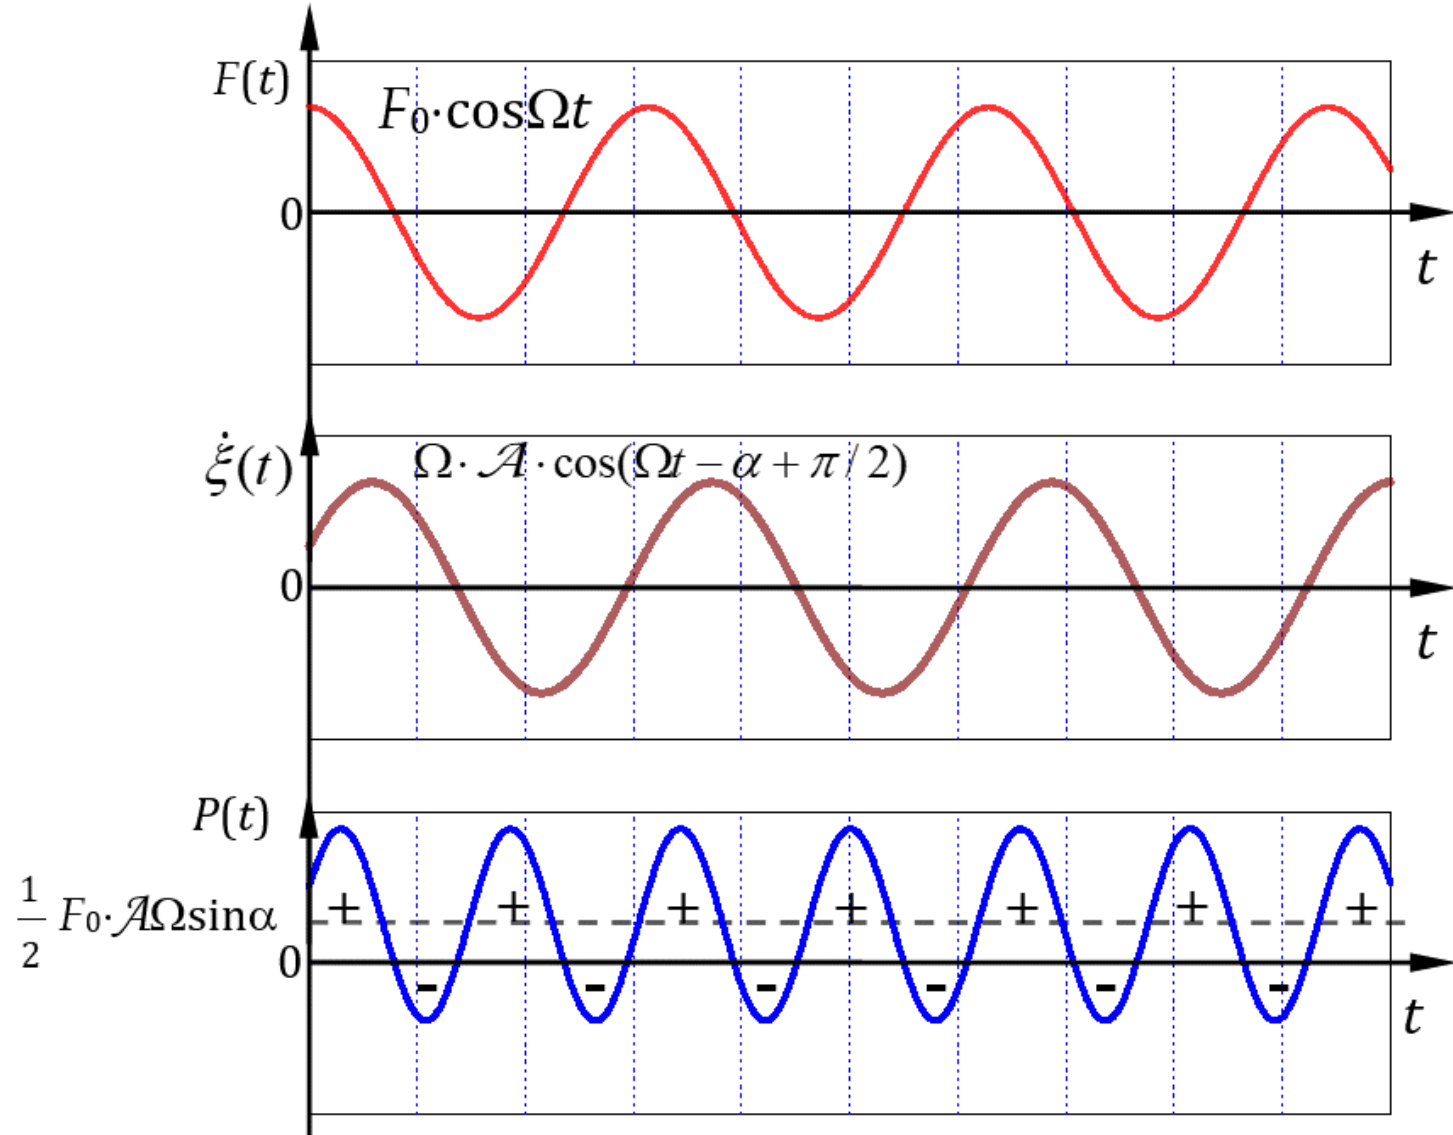 F(t)
F₀·cosΩt
0
t
ξ̇(t)
Ω·𝒜·cos(Ωt−α+π/2)
0
t
P(t)
+ + + + + + +
1/2 F₀·𝒜Ωsinα
0
- - - - - -
t